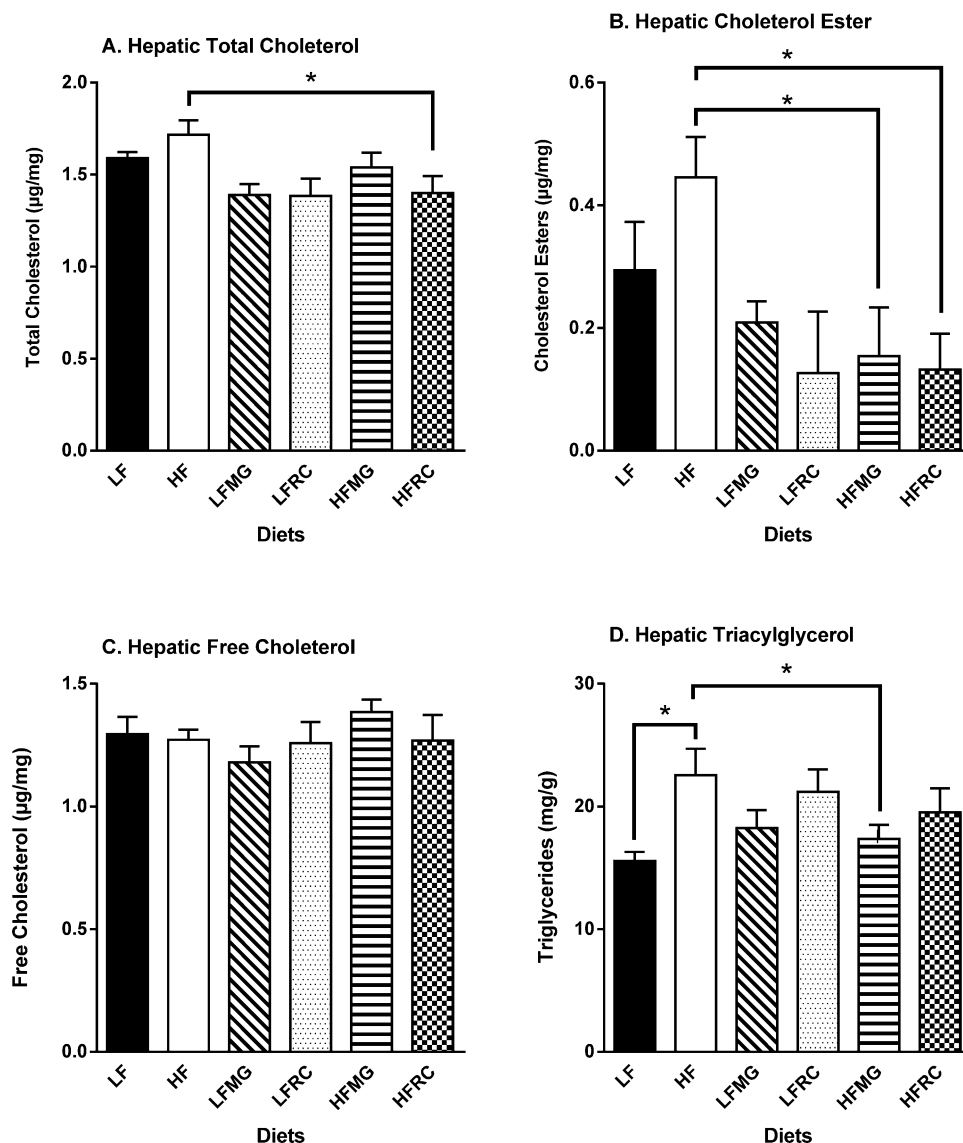 A. Hepatic Total Choleterol
Total Cholesterol (µg/mg)
2.0
1.5
1.0
0.5
0.0
*
LF
HF
LFMG
LFRC
HFMG
HFRC
Diets
B. Hepatic Choleterol Ester
Cholesterol Esters (µg/mg)
0.6
0.4
0.2
0.0
*
*
LF
HF
LFMG
LFRC
HFMG
HFRC
Diets
C. Hepatic Free Choleterol
Free Cholesterol (µg/mg)
1.5
1.0
0.5
0.0
LF
HF
LFMG
LFRC
HFMG
HFRC
Diets
D. Hepatic Triacylglycerol
Triglycerides (mg/g)
30
20
10
0
*
*
LF
HF
LFMG
LFRC
HFMG
HFRC
Diets